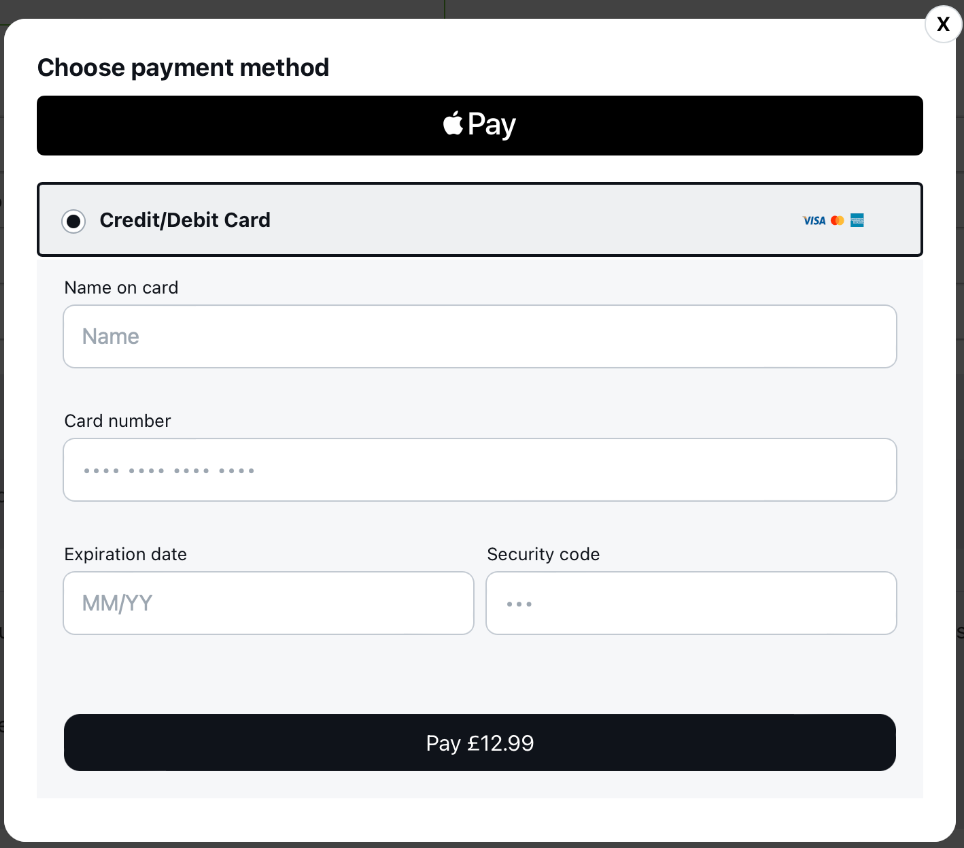 X
Choose payment method
Pay
Credit/Debit Card
VISA
Name on card
Name
Card number
•••• •••• •••• ••••
Expiration date
Security code
MM/YY
•••
Pay £12.99